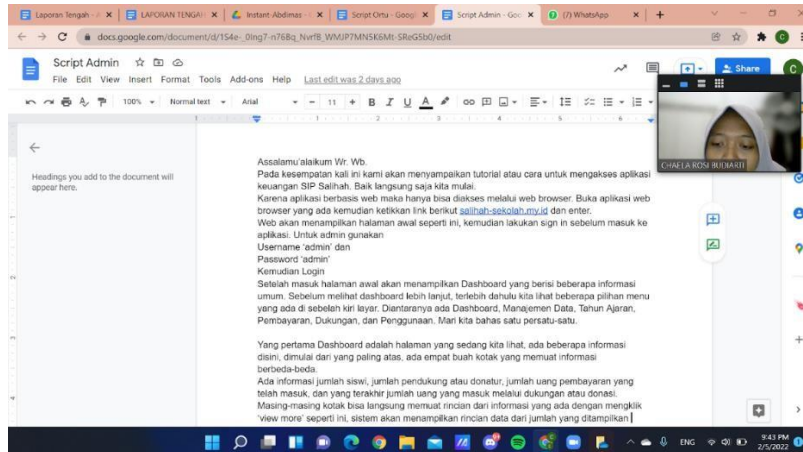 Laporan Tengah - A
LAPORAN TENGAH
Instant-Abdimas -
Script Ortu - Googl
Script Admin - Goo
(7) WhatsApp
docs.google.com/document/d/
Script Admin
File Edit View Insert Format Tools Add-ons Help Last edit was 2 days ago
Share
100% Normal text Arial 11 B I U A
CHAELA ROSI BUDIARTI
Headings you add to the document will
appear here.
Assalamu'alaikum Wr. Wb.
Pada kesempatan kali ini kami akan menyampaikan tutorial atau cara untuk mengakses aplikasi
keuangan SIP Salihah. Baik langsung saja kita mulai.
Karena aplikasi berbasis web maka hanya bisa diakses melalui web browser. Buka aplikasi web
browser yang ada kemudian ketikkan link berikut salihah-sekolah.my.id dan enter.
Web akan menampilkan halaman awal seperti ini, kemudian lakukan sign in sebelum masuk ke
aplikasi. Untuk admin gunakan
Username 'admin' dan
Password 'admin'
Kemudian Login
Setelah masuk halaman awal akan menampilkan Dashboard yang berisi beberapa informasi
umum. Sebelum melihat dashboard lebih lanjut, terlebih dahulu kita lihat beberapa pilihan menu
yang ada di sebelah kiri layar. Diantaranya ada Dashboard, Manajemen Data, Tahun Ajaran,
Pembayaran, Dukungan, dan Penggunaan. Mari kita bahas satu persatu-satu.
Yang pertama Dashboard adalah halaman yang sedang kita lihat, ada beberapa informasi
disini, dimulai dari yang paling atas, ada empat buah kotak yang memuat informasi
berbeda-beda.
Ada informasi jumlah siswi, jumlah pendukung atau donatur, jumlah uang pembayaran yang
telah masuk, dan yang terakhir jumlah uang yang masuk melalui dukungan atau donasi.
Masing-masing kotak bisa langsung memuat rincian dari informasi yang ada dengan mengklik
'view more' seperti ini, sistem akan menampilkan rincian data dari jumlah yang ditampilkan
ENG
9:43 PM
2/5/2022